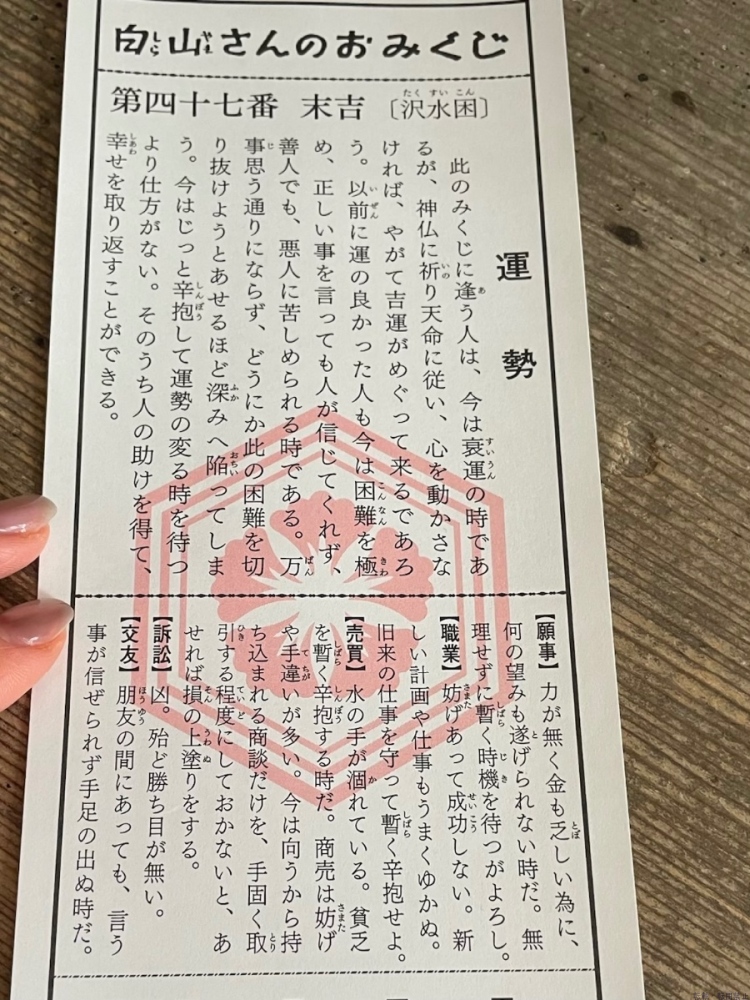 白山さんのおみくじ
第四十七番 末吉 〔沢水困〕
運勢
此のみくじに逢う人は、今は衰運の時であ
るが、神仏に祈り天命に従い、心を動かさな
ければ、やがて吉運がめぐって来るであろ
う。以前に運の良かった人も今は困難を極
め、正しい事を言っても人が信じてくれず、
善人でも、悪人に苦しめられる時である。万
事思う通りにならず、どうにか此の困難を切
り抜けようとあせるほど深みへ陥ってしま
う。今はじっと辛抱して運勢の変る時を待つ
より仕方がない。そのうち人の助けを得て、
幸せを取り返すことができる。
【願事】力が無く金も乏しい為に、
何の望みも遂げられない時だ。無
理せずに暫く時機を待つがよろし。
【職業】妨げあって成功しない。新
しい計画や仕事もうまくゆかぬ。
旧来の仕事を守って暫く辛抱せよ。
【売買】水の手が涸れている。貧乏
を暫く辛抱する時だ。商売は妨げ
や手違いが多い。今は向うから持
ち込まれる商談だけを、手固く取
引する程度にしておかないと、あ
せれば損の上塗りをする。
【訴訟】凶。殆ど勝ち目が無い。
【交友】朋友の間にあっても、言う
事が信ぜられず手足の出ぬ時だ。